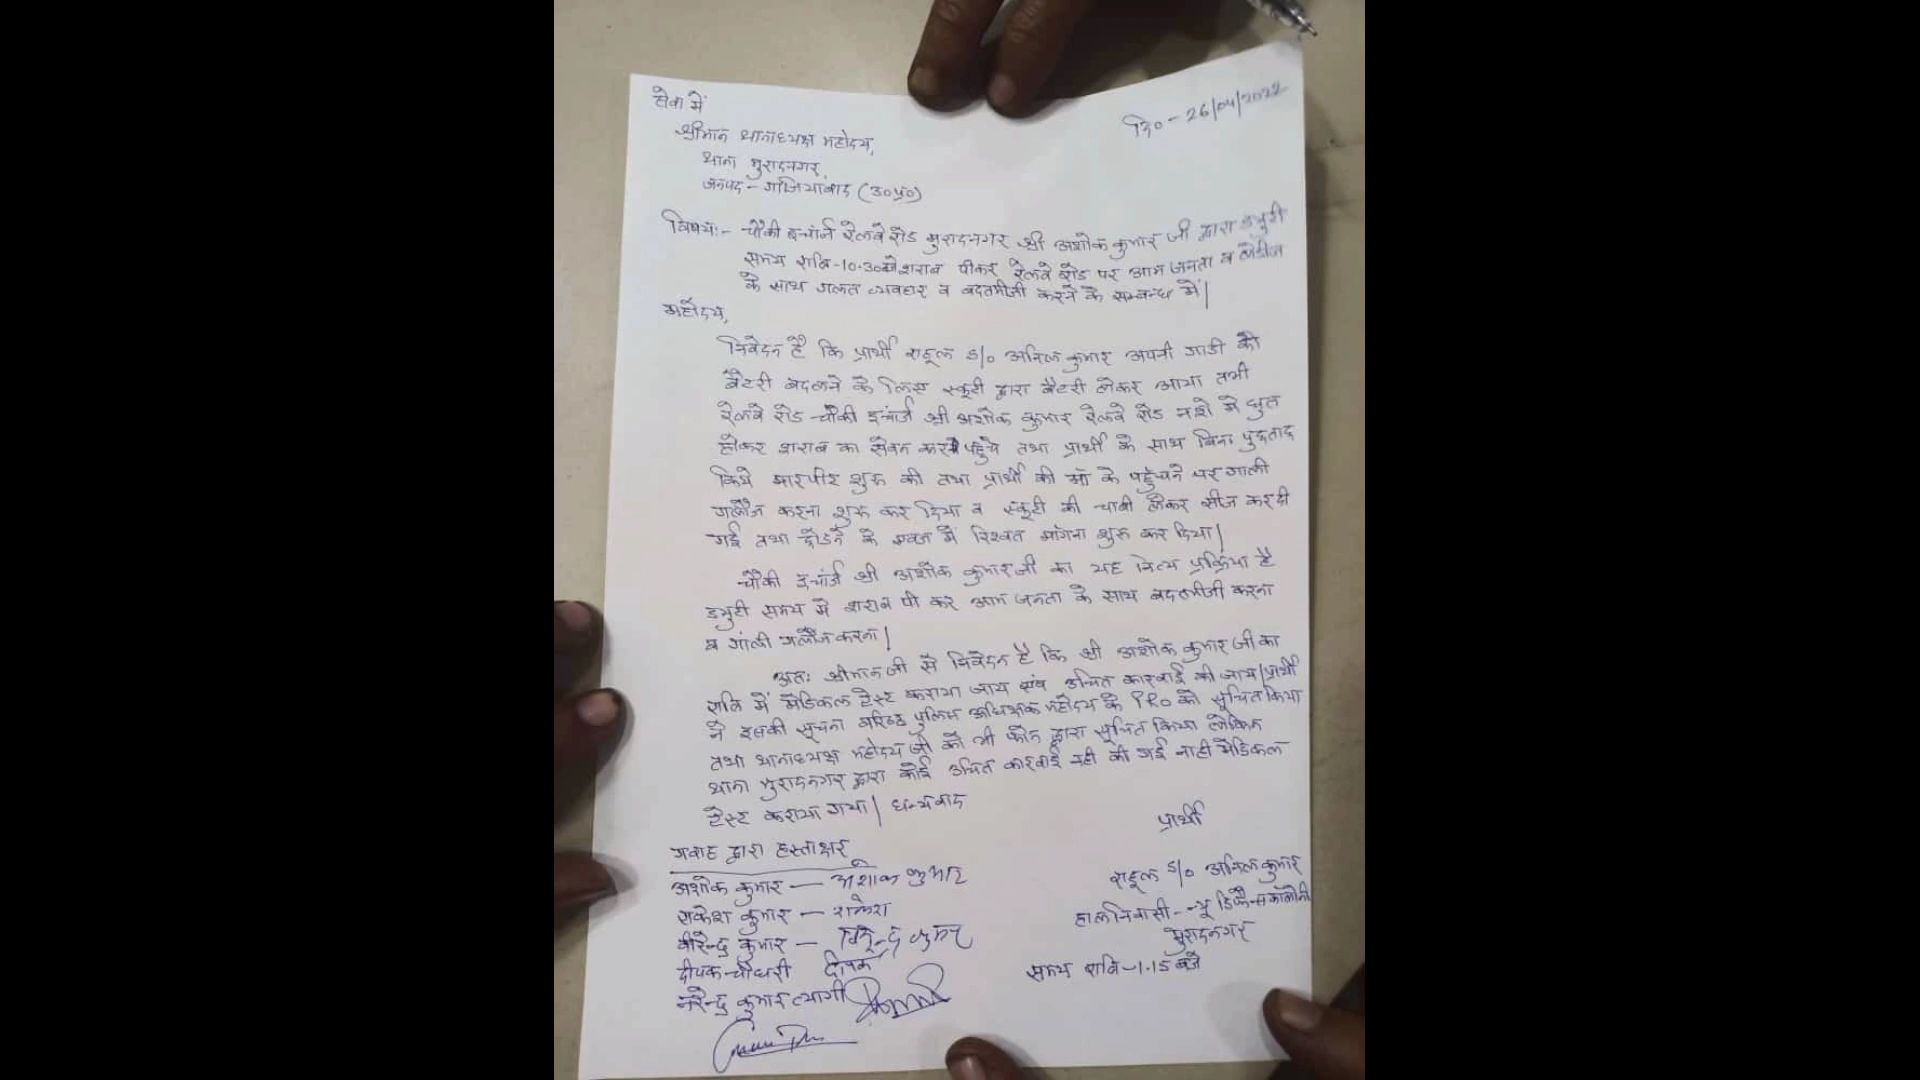 सेवा में
दि०-26/04/2022
श्रीमान थानाध्यक्ष महोदय,
थाना मुरादनगर,
जनपद-गाजियाबाद (उ०प्र०)
विषय:- चौकी इन्चार्ज रेलवे रोड मुरादनगर श्री अशोक कुमार जी द्वारा ड्यूटी
समय रात्रि-10.30 शराब पीकर रेलवे रोड पर आम जनता व लेडीज
के साथ गलत व्यवहार व बदतमीजी करने के सम्बन्ध में|
महोदय,
निवेदन है कि प्रार्थी राहूल S/o अनिल कुमार अपनी गाडी की
बैटरी बदलने के लिए स्कूटी द्वारा बैटरी लेकर आया तभी
रेलवे रोड चौकी इन्चार्ज श्री अशोक कुमार रेलवे रोड नशे मे धुत
होकर शराब का सेवन कर पहुचे तथा प्रार्थी के साथ बिना पुछताछ
किये मारपीट शुरू की तथा प्रार्थी की माँ के पहुँचने पर गाली
गलौज करना शुरू कर दिया व स्कूटी की चाबी लेकर सीज कर दी
गई तथा छोडने के एवज में रिश्वत मांगना शुरू कर दिया|
चौकी इन्चार्ज श्री अशोक कुमार जी का यह नित्य प्रक्रिया है
ड्युटी समय मे शराब पी कर आम जनता के साथ बदतमीजी करना
व गाली गलौज करना|
अतः श्रीमान जी से निवेदन है कि श्री अशोक कुमार जी का
रात्रि में मेडिकल टेस्ट कराया जाय एवं उचित कारवाई की जाय| प्रार्थी
ने इसकी सूचना वरिष्ठ पुलिस अधिक्षक महोदय के PRO को सूचित किया
तथा थानाध्यक्ष महोदय जी को भी फोन द्वारा सूचित किया लेकिन
थाना मुरादनगर द्वारा कोई उचित कारवाई नही की गई नाही मेडिकल
टेस्ट कराया गया| धन्यवाद
प्रार्थी
गवाह द्वारा हस्ताक्षर
राहूल S/o अनिल कुमार
अशोक कुमार — अशोक कुमार
हाल निवासी-न्यू डिफेन्स कॉलोनी
राकेश कुमार — राकेश
मुरादनगर
वीरेन्द्र कुमार — विरेन्द्र कुमार
समय रात्रि-1.15 बजे
दीपक चौधरी दीपक
नरेन्द्र कुमार त्यागी